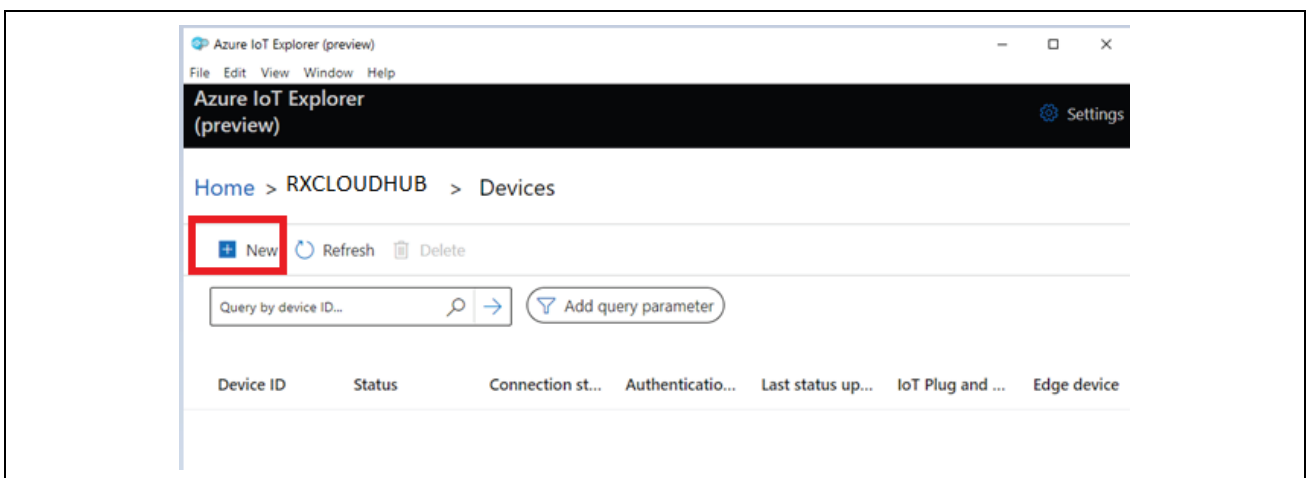 Azure IoT Explorer (preview)
File Edit View Window Help
Azure IoT Explorer
(preview)
Settings
Home > RXCLOUDHUB > Devices
New Refresh Delete
Query by device ID... Add query parameter
Device ID Status Connection st... Authenticatio... Last status up... IoT Plug and ... Edge device